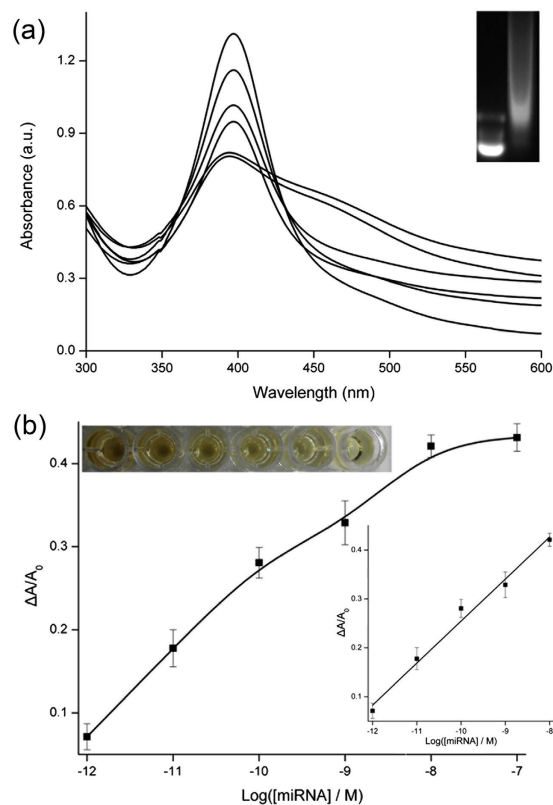 (a)
1.2
0.9
0.6
0.3
0.0
Absorbance (a.u.)
300 350 400 450 500 550 600
Wavelength (nm)
(b)
0.4
0.3
0.2
0.1
ΔA/A0
-12 -11 -10 -9 -8 -7
Log([miRNA] / M)
0.4
0.3
0.2
0.1
ΔA/A0
-12 -11 -10 -9 -8
Log([miRNA] / M)